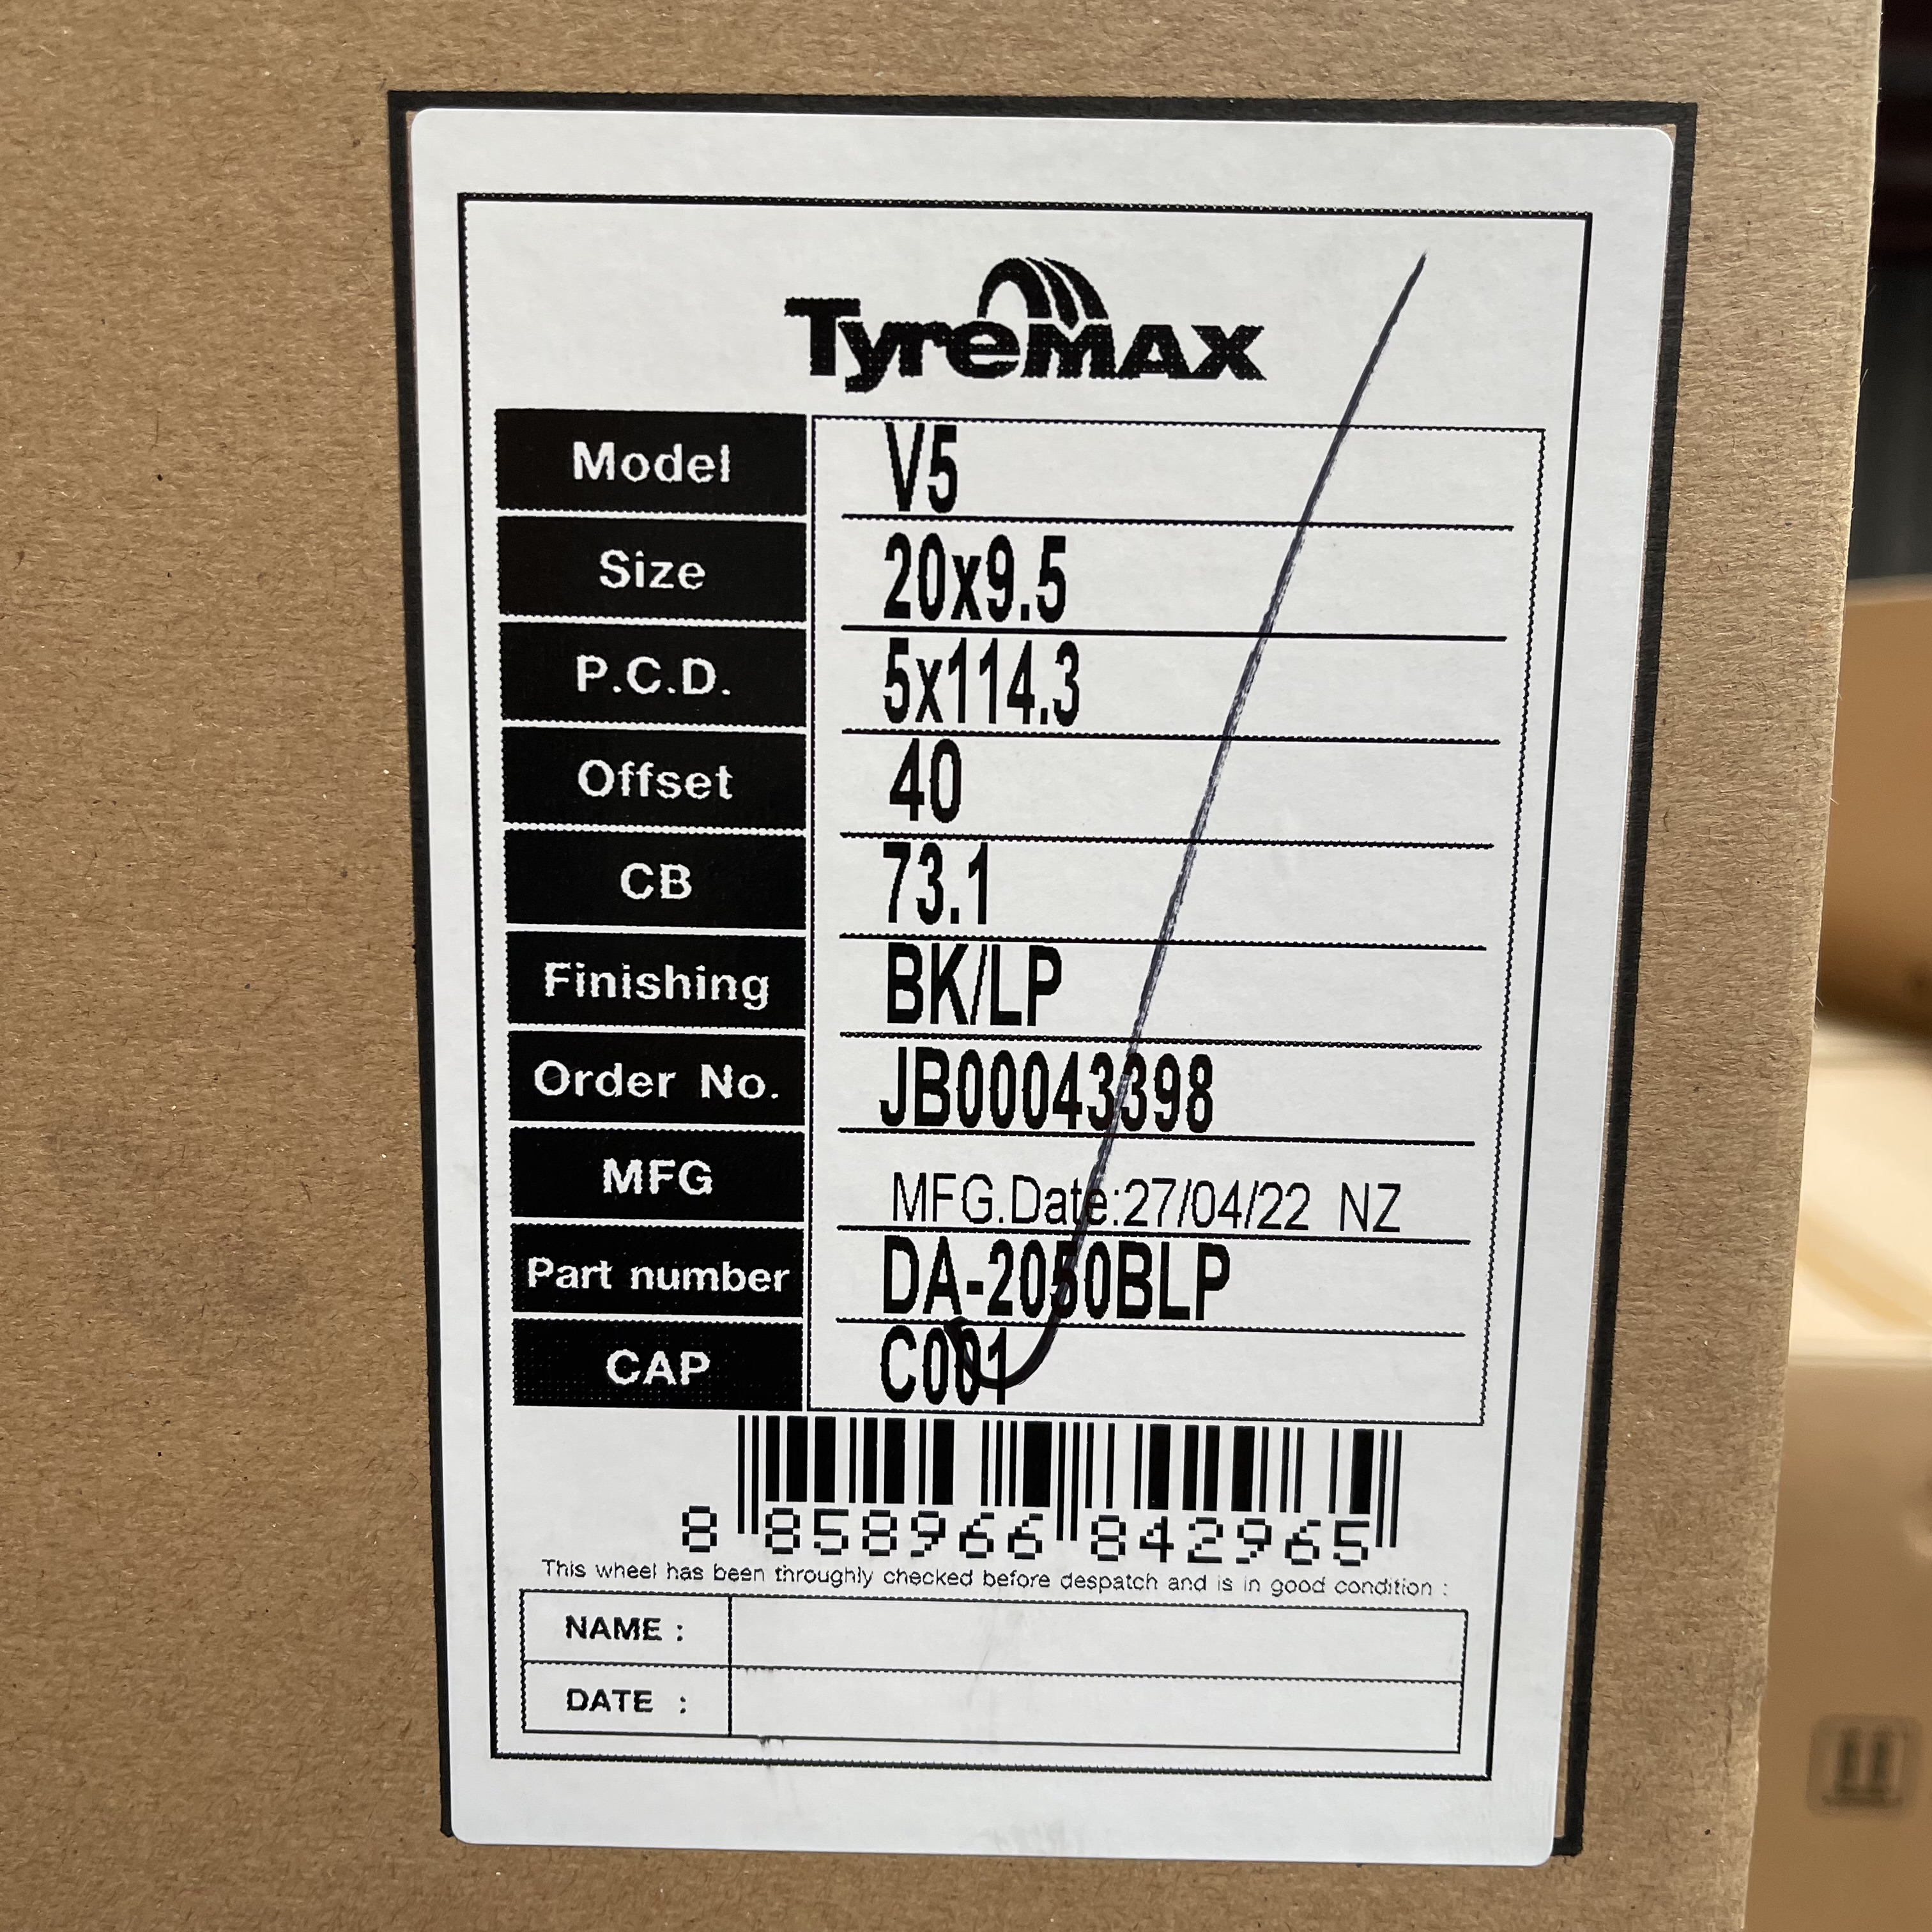 TyreMAX
Model V5
Size 20x9.5
P.C.D. 5x114.3
Offset 40
CB 73.1
Finishing BK/LP
Order No. JB00043398
MFG MFG.Date:27/04/22 NZ
Part number DA-2050BLP
CAP C001
8 858966 842965
This wheel has been throughly checked before despatch and is in good condition :
NAME :
DATE :